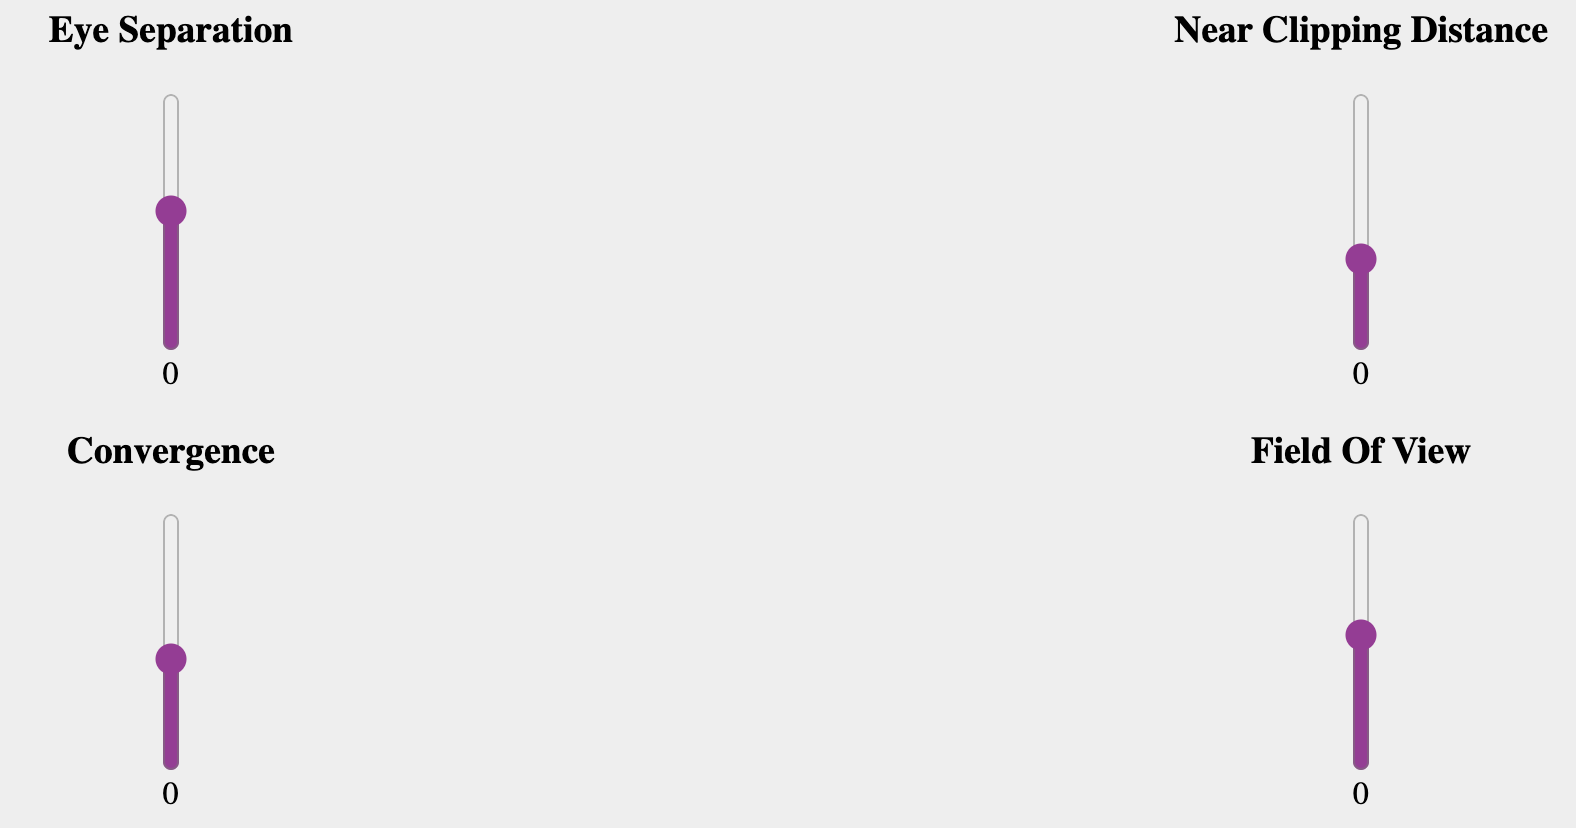 Eye Separation
Near Clipping Distance
0
0
Convergence
Field Of View
0
0